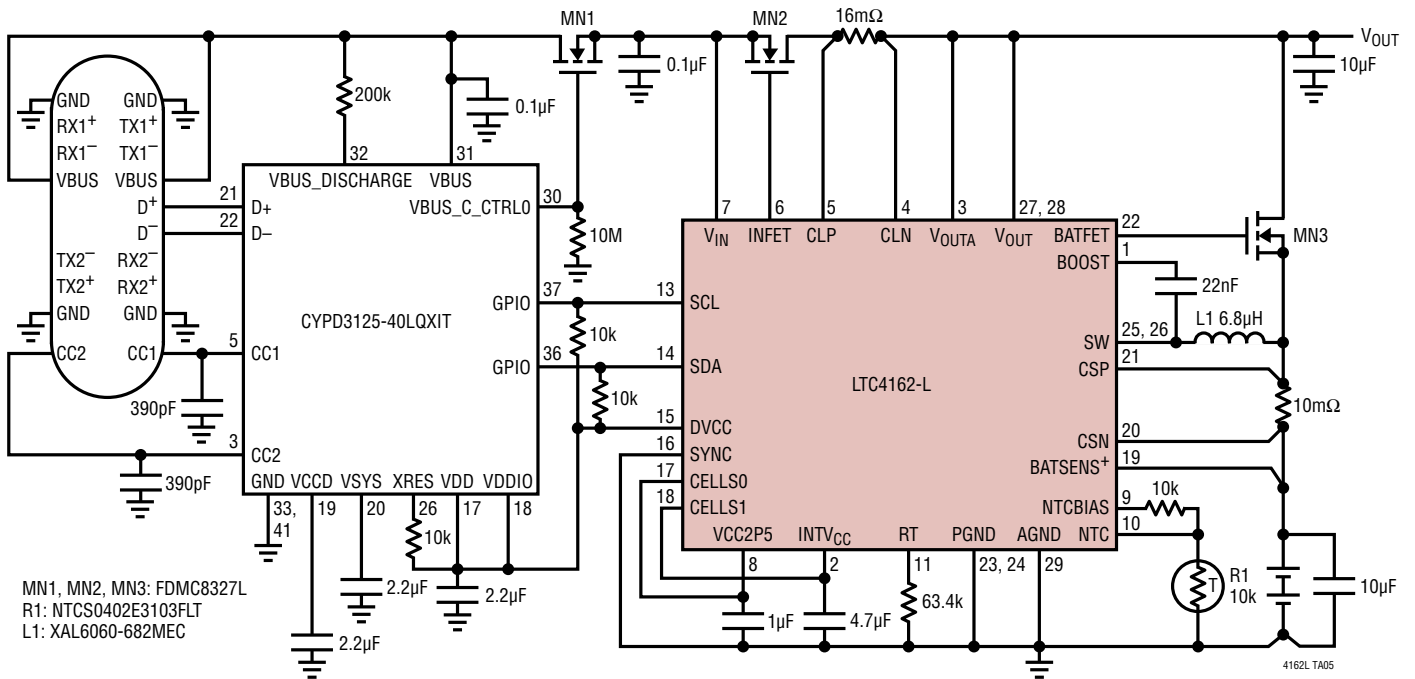 MN1 MN2 16mΩ
VOUT
0.1µF 10µF
200k 0.1µF
GND GND
RX1+ TX1+
RX1− TX1−
VBUS VBUS
D+ D−
TX2− RX2−
TX2+ RX2+
GND GND
CC2 CC1
32 31
VBUS_DISCHARGE VBUS
21 D+ VBUS_C_CTRL0 30
22 D−
10M
GPIO 37
CYPD3125-40LQXIT
10k
GPIO 36
5 CC1
10k
390pF
3 CC2
390pF
GND VCCD VSYS XRES VDD VDDIO
33, 41 19 20 26 17 18
10k
2.2µF 2.2µF
2.2µF
7 6 5 4 3 27, 28
VIN INFET CLP CLN VOUTA VOUT BATFET 22
MN3
BOOST 1
22nF
13 SCL
L1 6.8µH
SW 25, 26
14 SDA
CSP 21
LTC4162-L
10mΩ
15 DVCC
CSN 20
16 SYNC
BATSENS+ 19
17 CELLS0
18 CELLS1
NTCBIAS 9 10k
NTC 10
VCC2P5 INTVCC RT PGND AGND
8 2 11 23, 24 29
63.4k
1µF 4.7µF
T R1
10k
10µF
MN1, MN2, MN3: FDMC8327L
R1: NTCS0402E3103FLT
L1: XAL6060-682MEC
4162L TA05